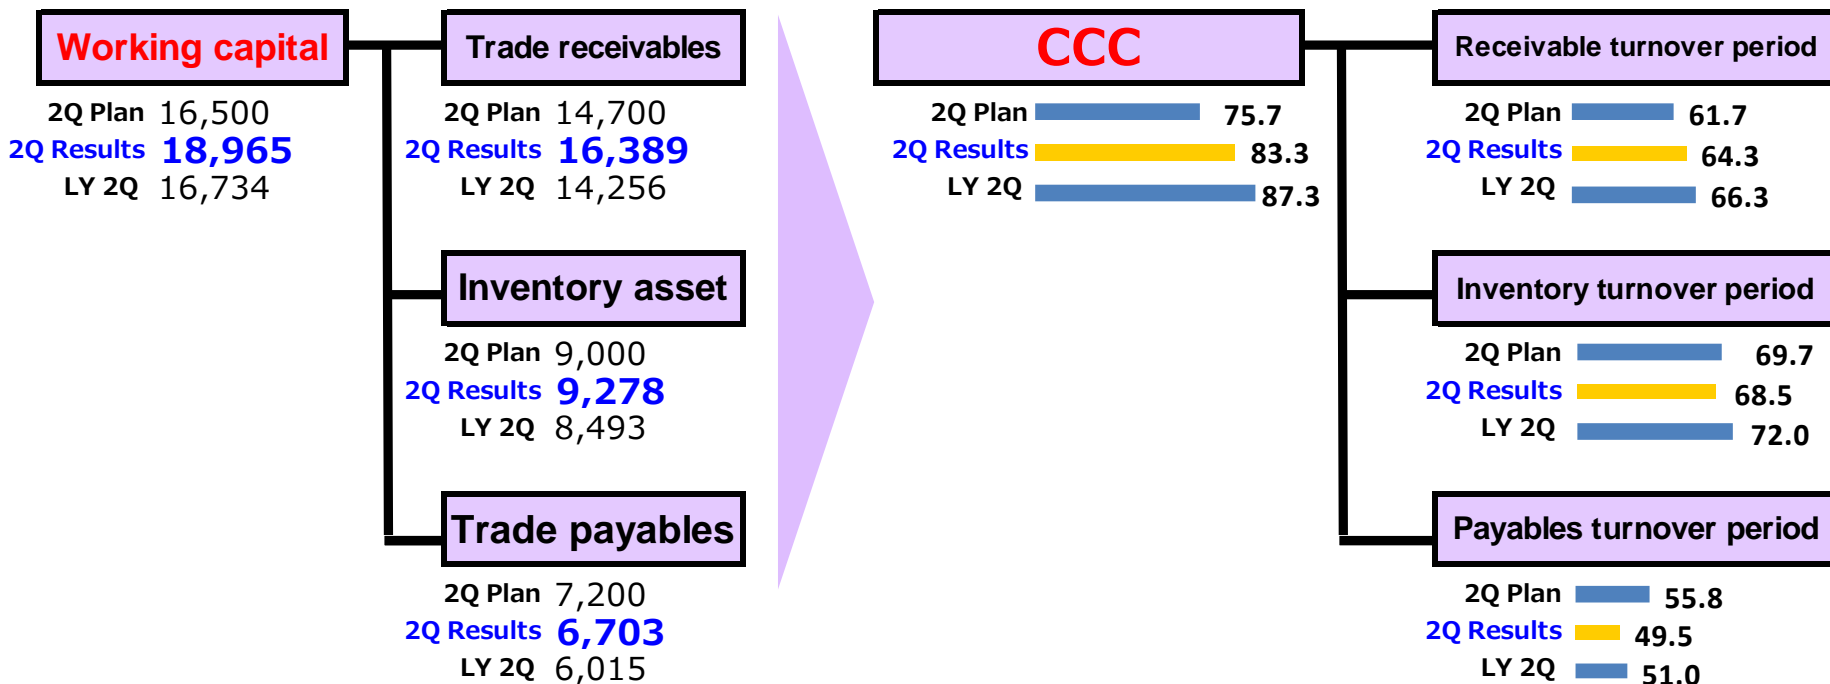 Working capital
2Q Plan 16,500
2Q Results 18,965
LY 2Q 16,734
Trade receivables
2Q Plan 14,700
2Q Results 16,389
LY 2Q 14,256
Inventory asset
2Q Plan 9,000
2Q Results 9,278
LY 2Q 8,493
Trade payables
2Q Plan 7,200
2Q Results 6,703
LY 2Q 6,015
CCC
2Q Plan 75.7
2Q Results 83.3
LY 2Q 87.3
Receivable turnover period
2Q Plan 61.7
2Q Results 64.3
LY 2Q 66.3
Inventory turnover period
2Q Plan 69.7
2Q Results 68.5
LY 2Q 72.0
Payables turnover period
2Q Plan 55.8
2Q Results 49.5
LY 2Q 51.0